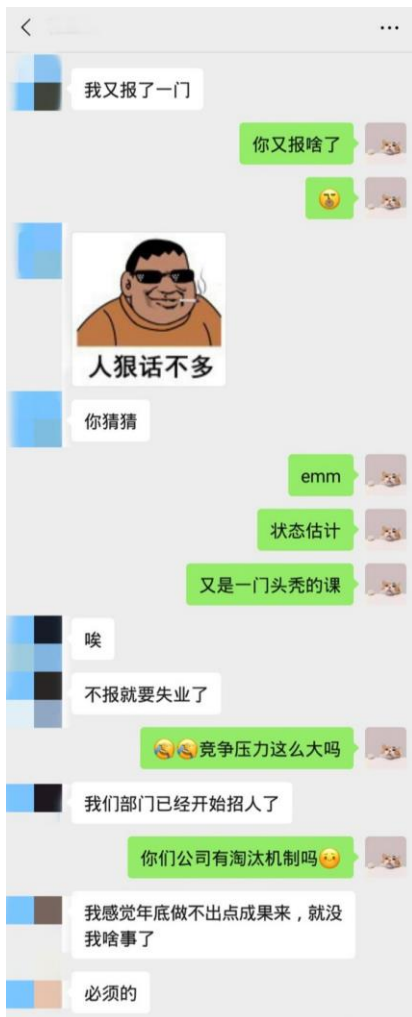 我又报了一门
你又报啥了
人狠话不多
你猜猜
emm
状态估计
又是一门头秃的课
唉
不报就要失业了
竞争压力这么大吗
我们部门已经开始招人了
你们公司有淘汰机制吗
我感觉年底做不出点成果来，就没
我啥事了
必须的